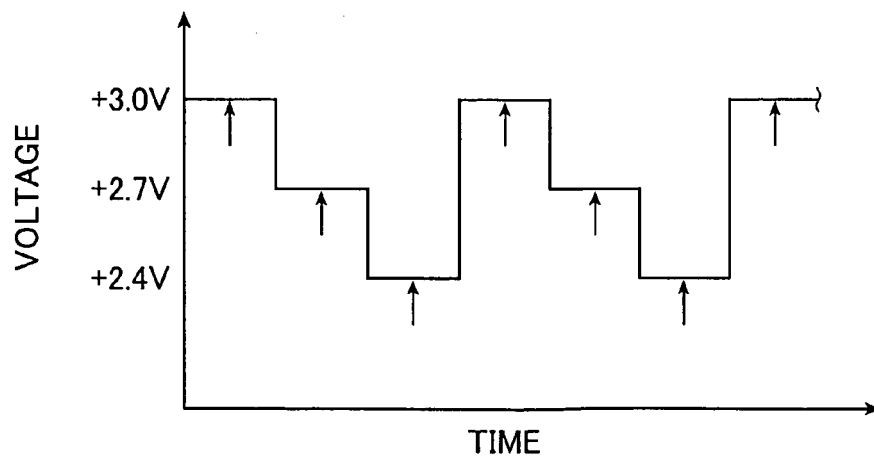 VOLTAGE
+3.0V
+2.7V
+2.4V
TIME